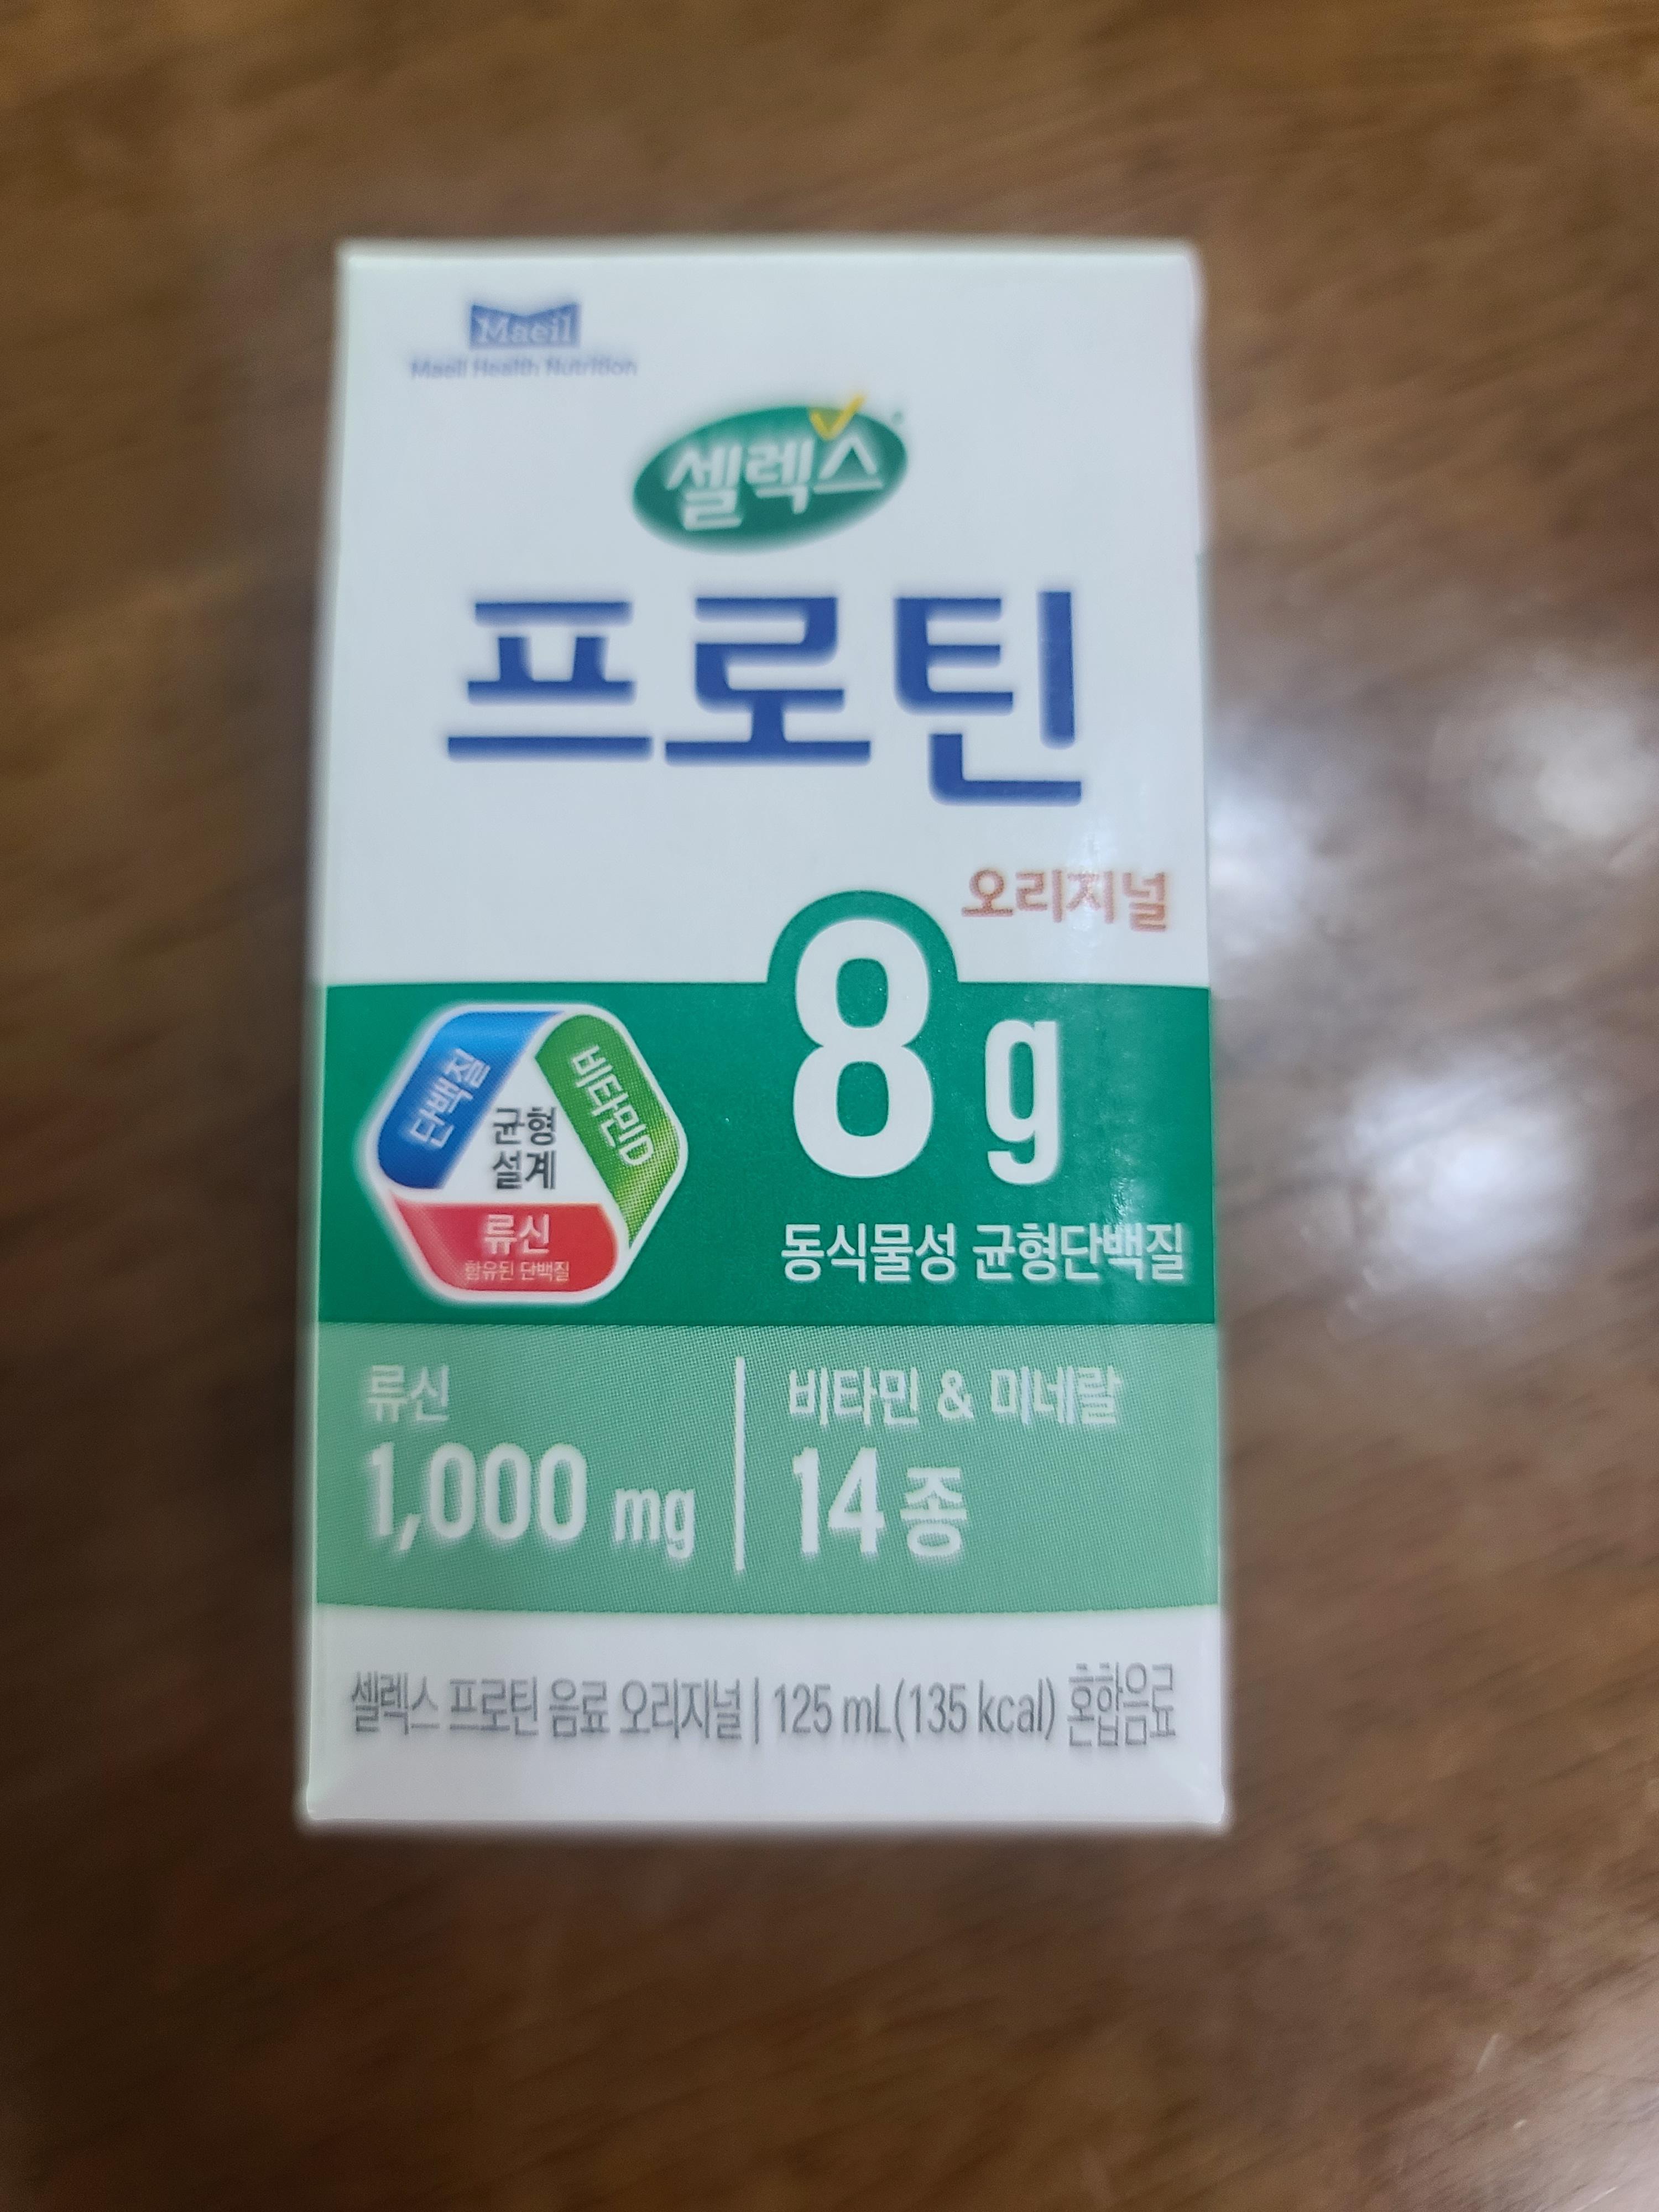 Maeil
Maeil Health Nutrition
셀렉스
프로틴
오리지널
8 g
동식물성 균형단백질
단백질
비타민D
균형
설계
류신
함유된 단백질
류신
1,000 mg
비타민 & 미네랄
14종
셀렉스 프로틴 음료 오리지널 | 125 mL(135 kcal) 혼합음료